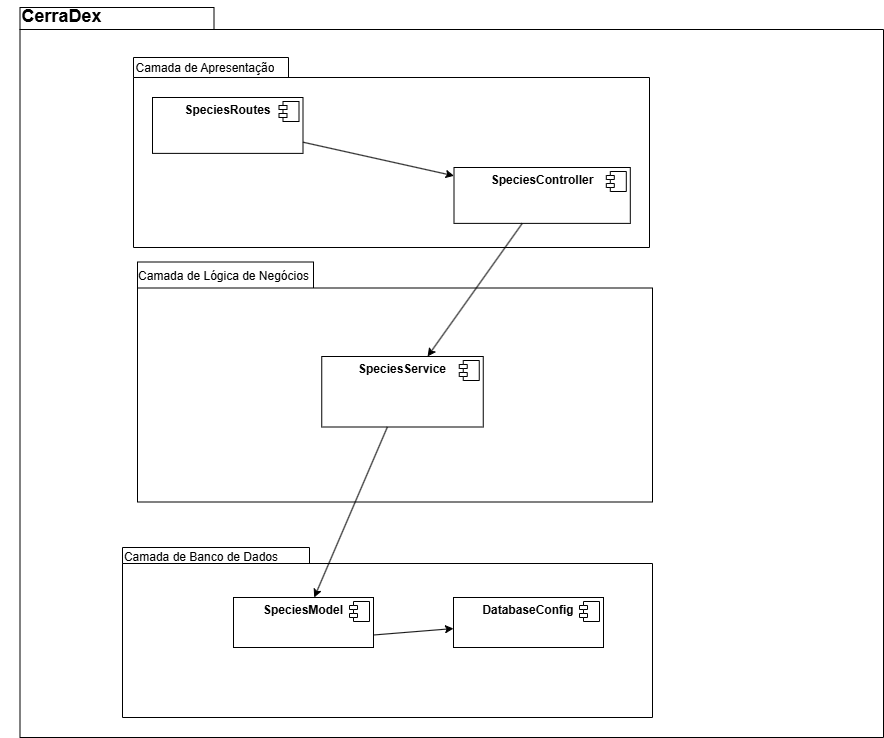 CerraDex
Camada de Apresentação
SpeciesRoutes
SpeciesController
Camada de Lógica de Negócios
SpeciesService
Camada de Banco de Dados
SpeciesModel
DatabaseConfig